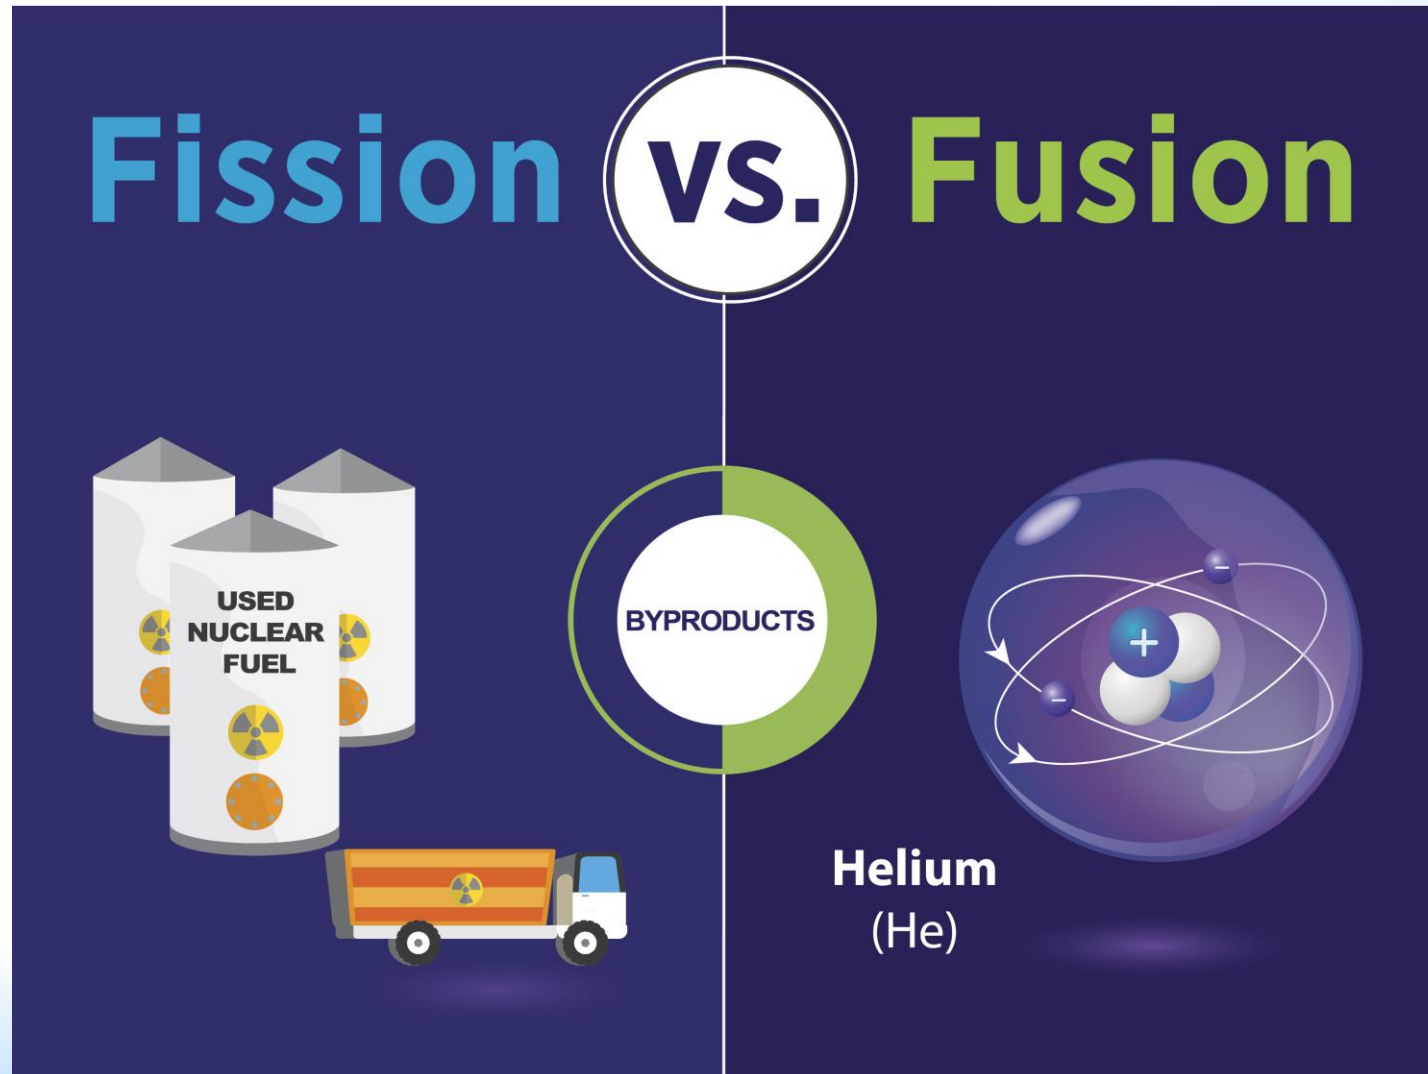 Fission vs. Fusion
USED
NUCLEAR
FUEL
BYPRODUCTS
+
−
−
Helium
(He)